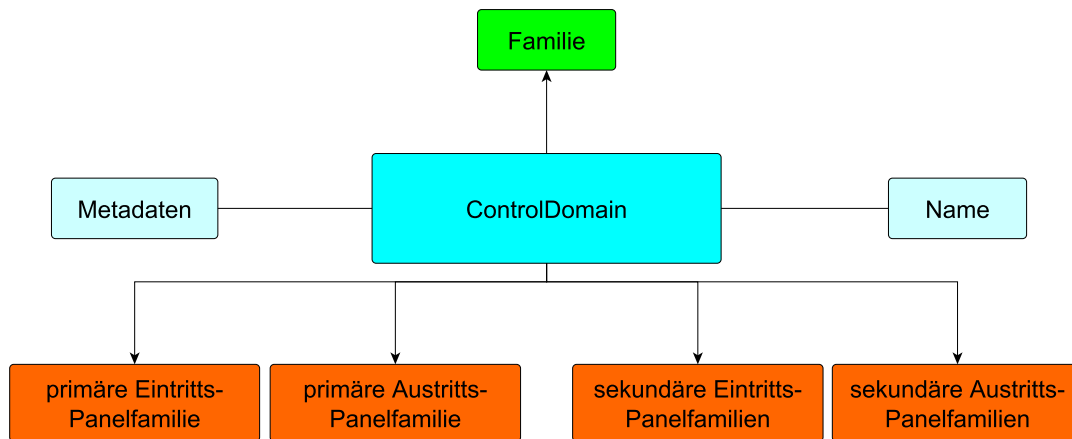 Familie
Metadaten
ControlDomain
Name
primäre Eintritts-
Panelfamilie
primäre Austritts-
Panelfamilie
sekundäre Eintritts-
Panelfamilien
sekundäre Austritts-
Panelfamilien